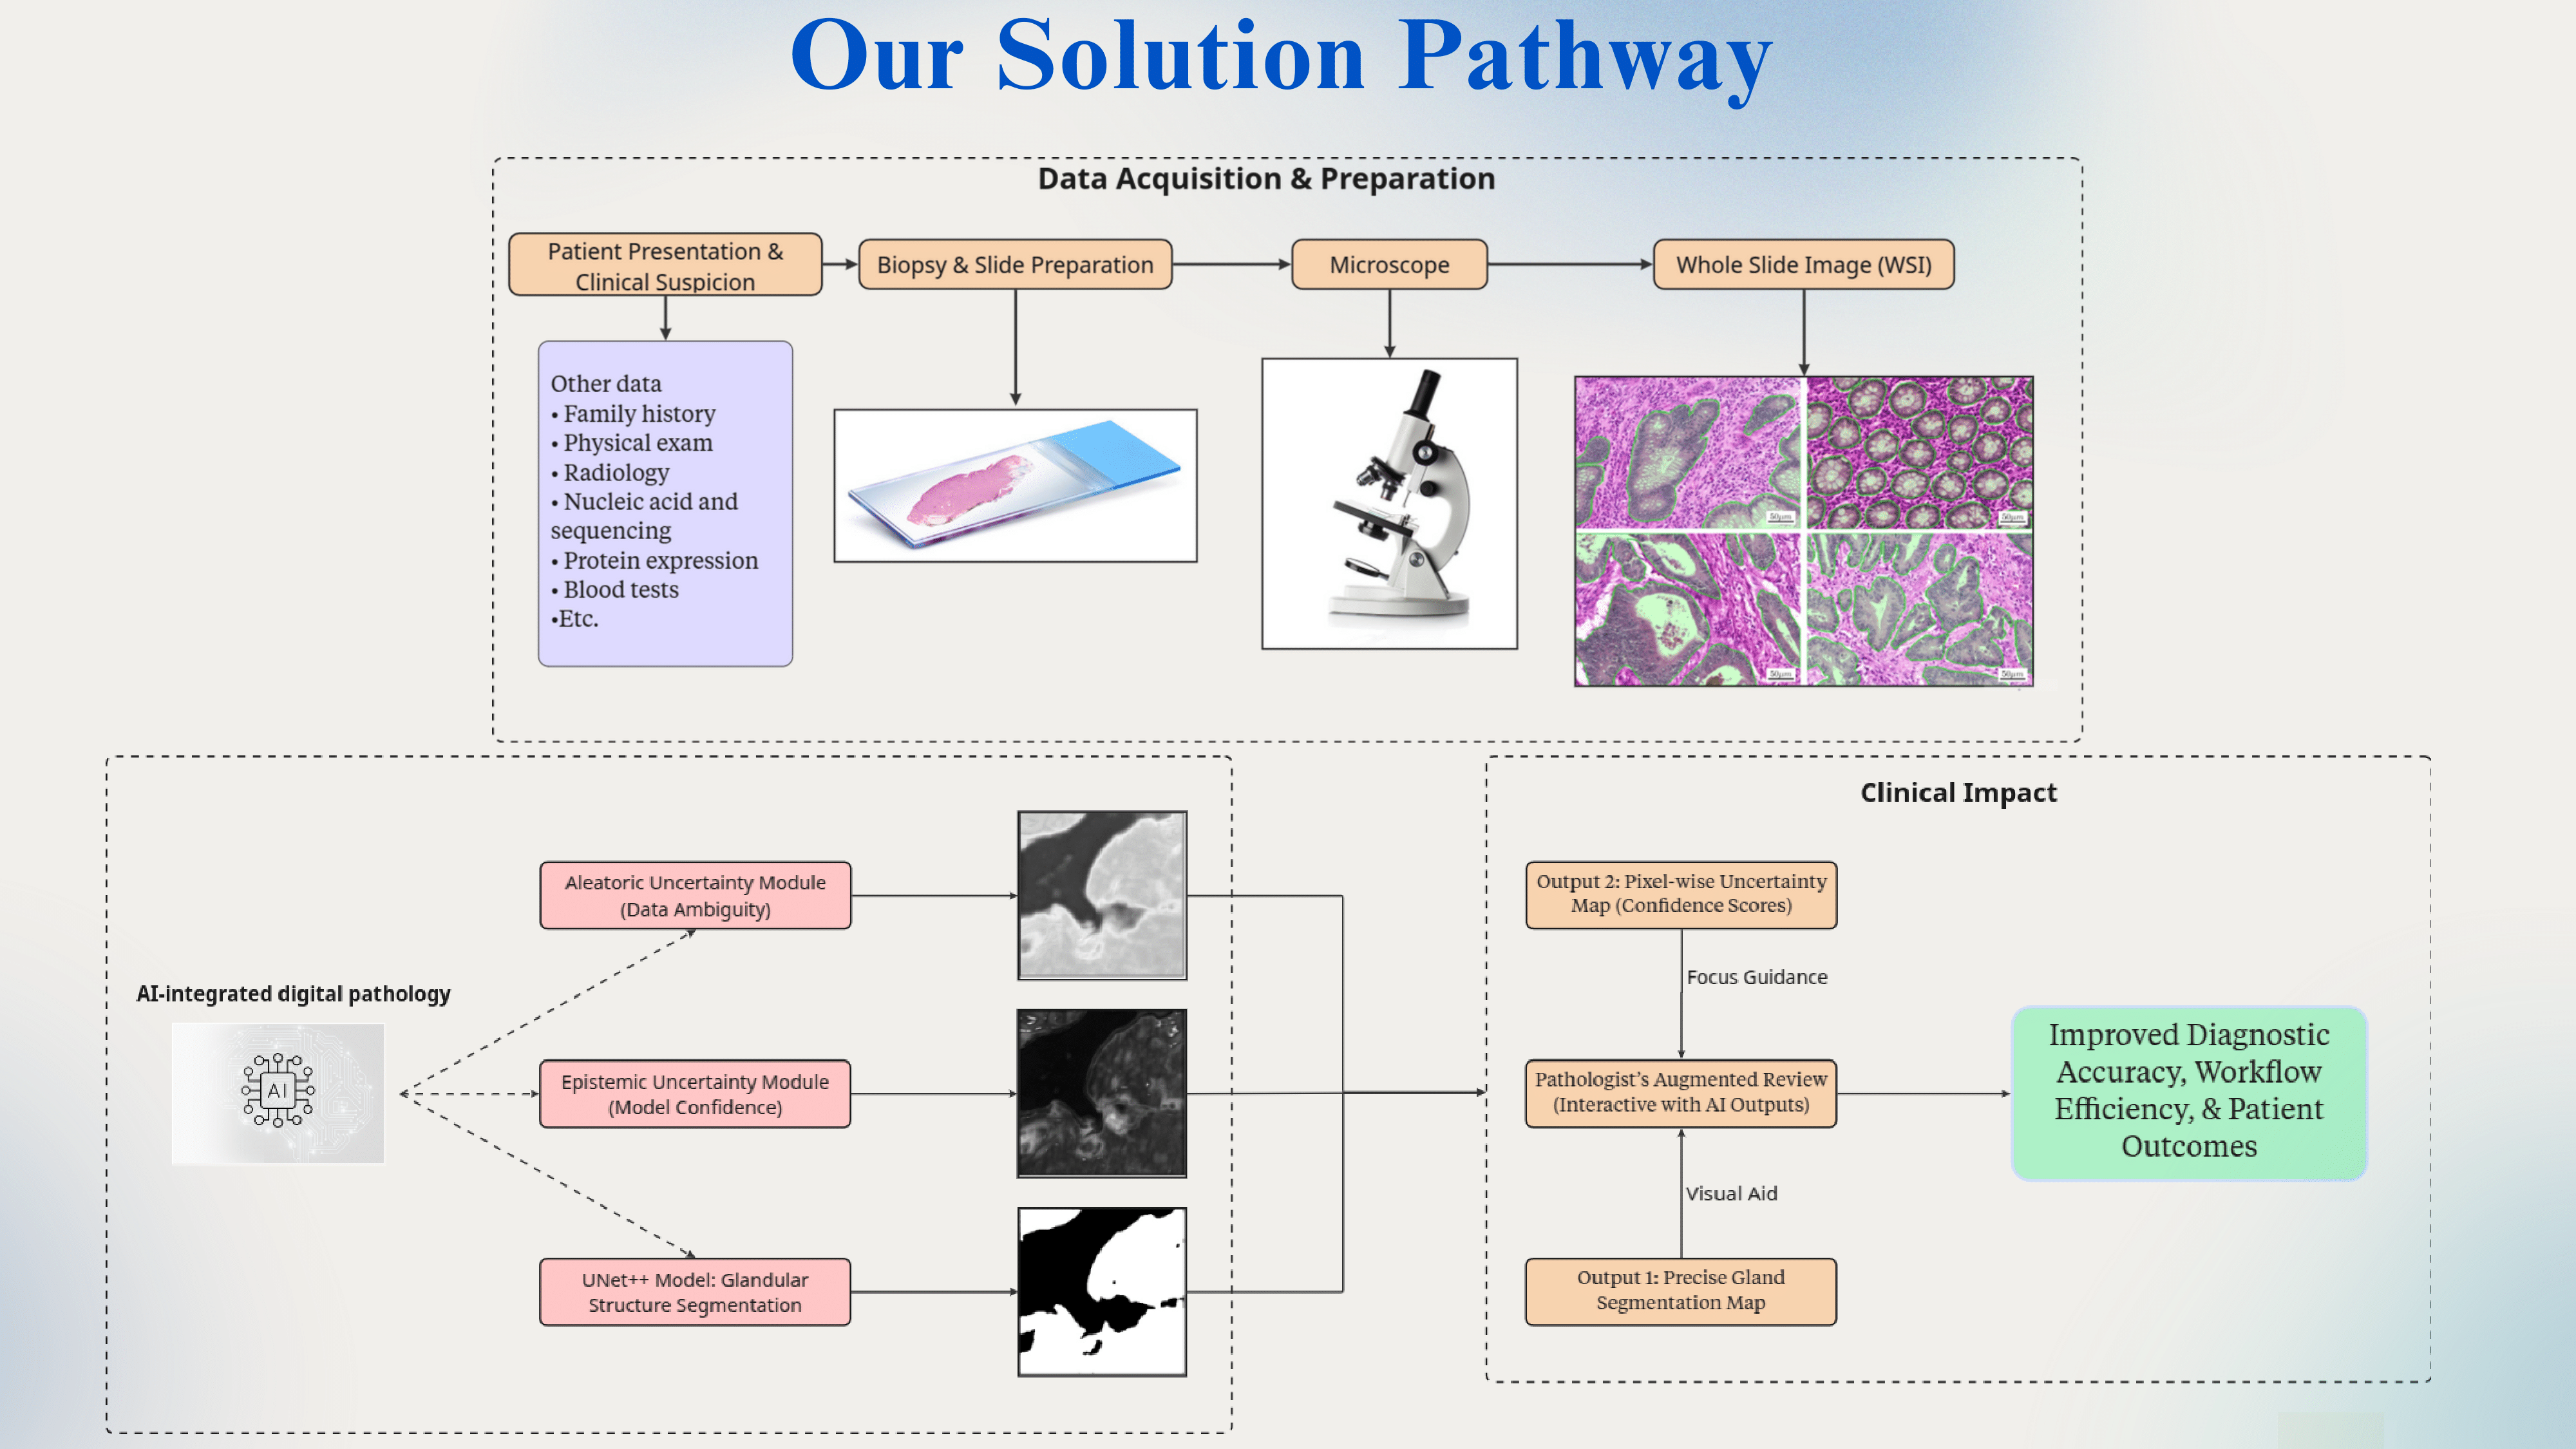 Our Solution Pathway
Data Acquisition & Preparation
Patient Presentation &
Clinical Suspicion
Biopsy & Slide Preparation
Microscope
Whole Slide Image (WSI)
Other data
• Family history
• Physical exam
• Radiology
• Nucleic acid and
sequencing
• Protein expression
• Blood tests
•Etc.
50μm
50μm
50μm
50μm
AI-integrated digital pathology
AI
Aleatoric Uncertainty Module
(Data Ambiguity)
Epistemic Uncertainty Module
(Model Confidence)
UNet++ Model: Glandular
Structure Segmentation
Clinical Impact
Output 2: Pixel-wise Uncertainty
Map (Confidence Scores)
Focus Guidance
Pathologist’s Augmented Review
(Interactive with AI Outputs)
Visual Aid
Output 1: Precise Gland
Segmentation Map
Improved Diagnostic
Accuracy, Workflow
Efficiency, & Patient
Outcomes